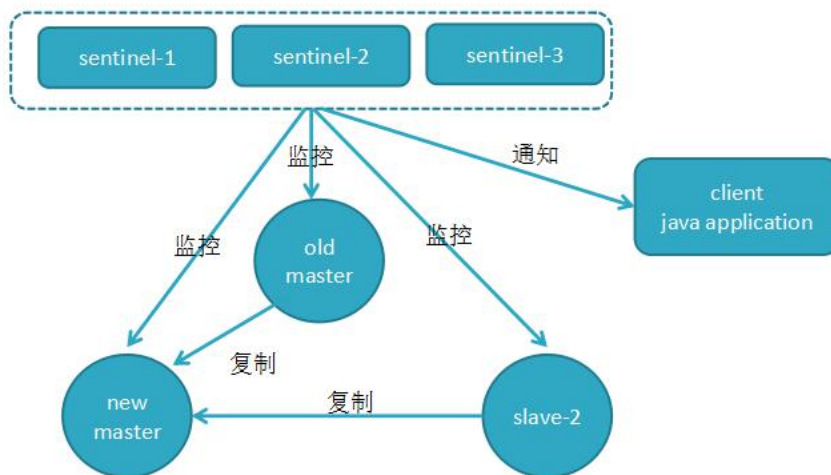 sentinel-1
sentinel-2
sentinel-3
监控
通知
client
java application
监控
old
master
监控
复制
new
master
复制
slave-2